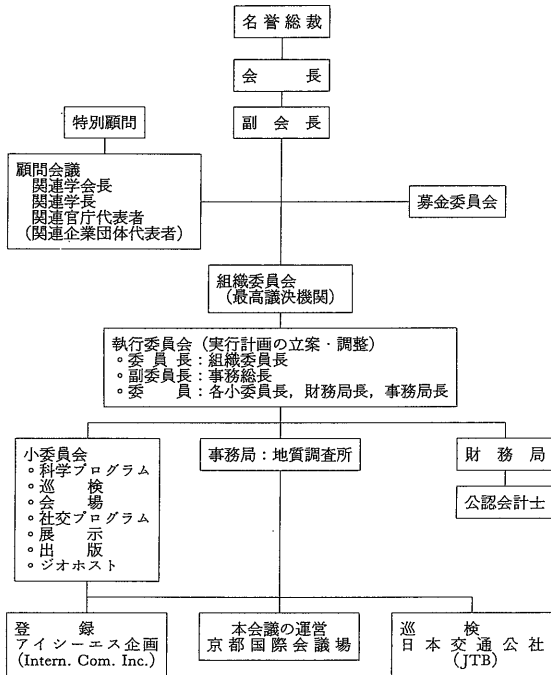 名誉総裁
会長
副会長
特別顧問
顧問会議
関連学会長
関連学長
関連官庁代表者
(関連企業団体代表者)
募金委員会
組織委員会
(最高議決機関)
執行委員会(実行計画の立案・調整)
○委員長:組織委員長
○副委員長:事務総長
○委員:各小委員長,財務局長,事務局長
小委員会
○科学プログラム
○巡検
○会場
○社交プログラム
○展示
○出版
○ジオホスト
事務局:地質調査所
財務局
公認会計士
登録
アイシーエス企画
(Intern. Com. Inc.)
本会議の運営
京都国際会議場
巡検
日本交通公社
(JTB)